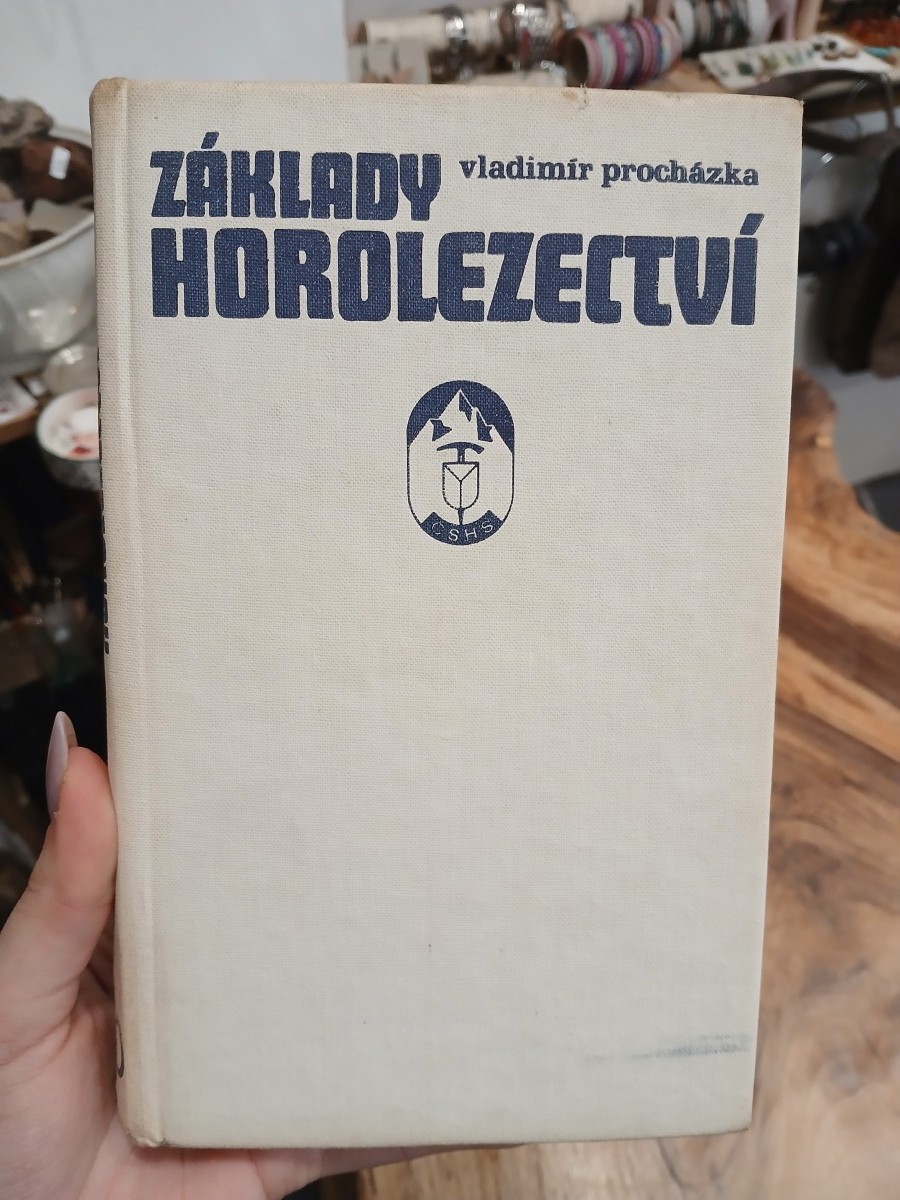 ZÁKLADY vladimír procházka
HOROLEZECTVÍ
ČSHS